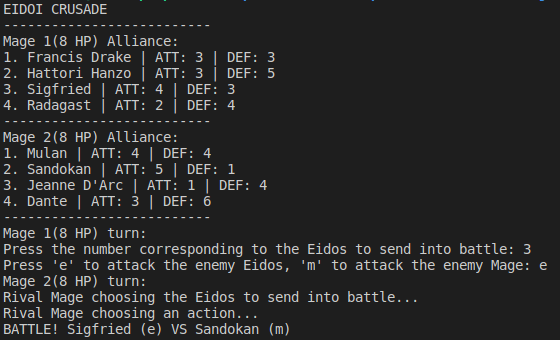 EIDOI CRUSADE
--------------------------
Mage 1(8 HP) Alliance:
1. Francis Drake | ATT: 3 | DEF: 3
2. Hattori Hanzo | ATT: 3 | DEF: 5
3. Sigfried | ATT: 4 | DEF: 3
4. Radagast | ATT: 2 | DEF: 4
--------------------------
Mage 2(8 HP) Alliance:
1. Mulan | ATT: 4 | DEF: 4
2. Sandokan | ATT: 5 | DEF: 1
3. Jeanne D'Arc | ATT: 1 | DEF: 4
4. Dante | ATT: 3 | DEF: 6
--------------------------
Mage 1(8 HP) turn:
Press the number corresponding to the Eidos to send into battle: 3
Press 'e' to attack the enemy Eidos, 'm' to attack the enemy Mage: e
Mage 2(8 HP) turn:
Rival Mage choosing the Eidos to send into battle...
Rival Mage choosing an action...
BATTLE! Sigfried (e) VS Sandokan (m)